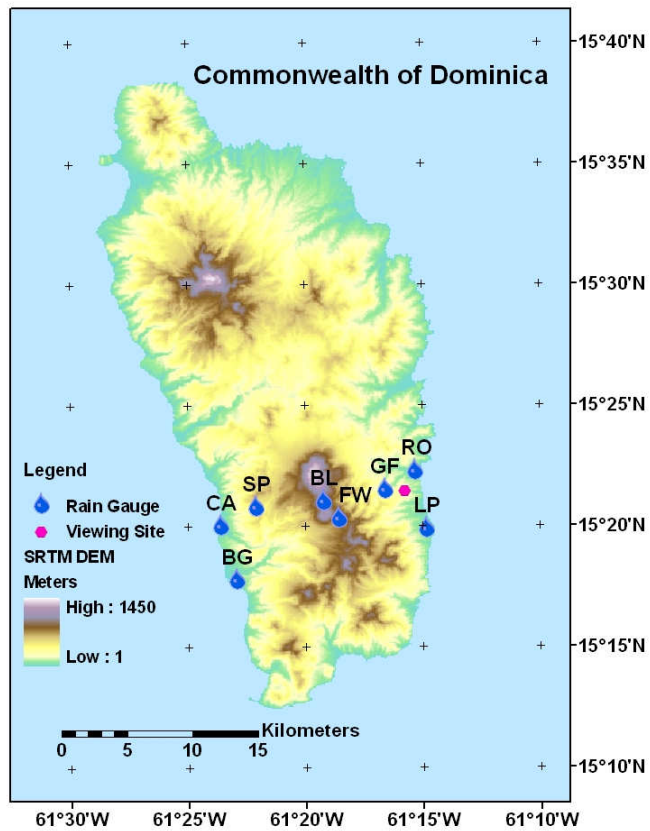 15°40'N
Commonwealth of Dominica
15°35'N
15°30'N
15°25'N
RO
GF
Legend
BL
SP
FW
Rain Gauge
CA
LP
15°20'N
Viewing Site
BG
SRTM DEM
Meters
High : 1450
Low : 1
15°15'N
Kilometers
0 5 10 15
15°10'N
61°30'W 61°25'W 61°20'W 61°15'W 61°10'W